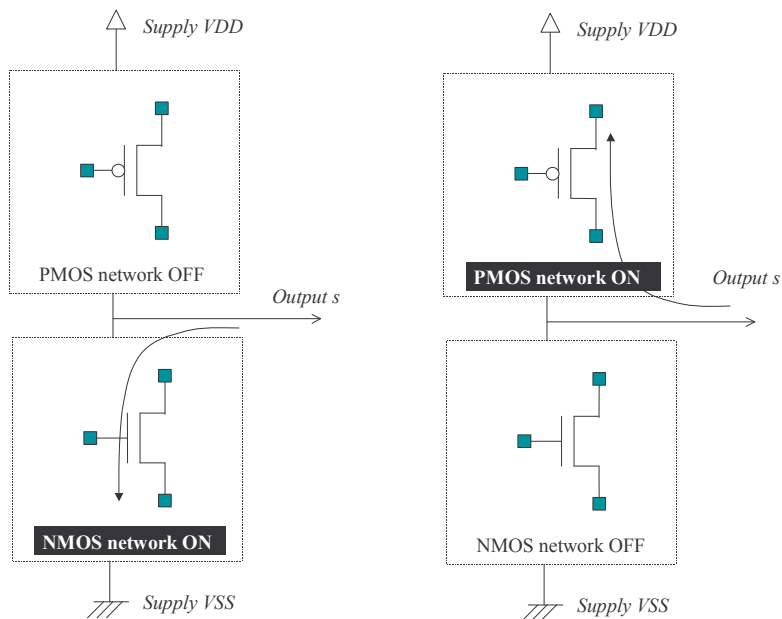 Supply VDD
PMOS network OFF
Output s
NMOS network ON
Supply VSS
Supply VDD
PMOS network ON
Output s
NMOS network OFF
Supply VSS